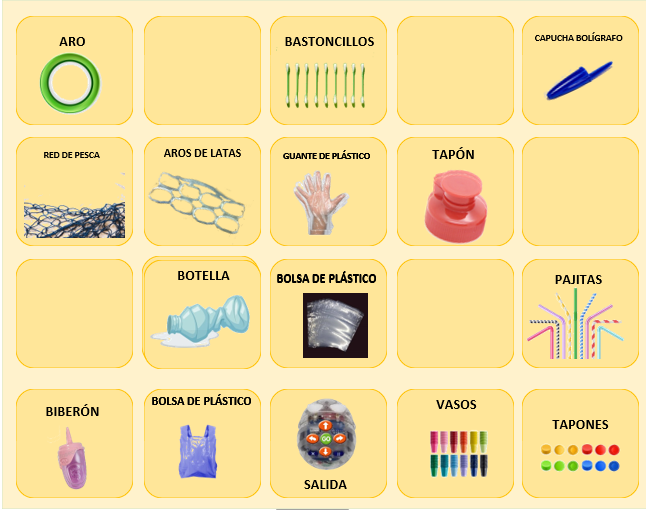 ARO
BASTONCILLOS
CAPUCHA BOLÍGRAFO
RED DE PESCA
AROS DE LATAS
GUANTE DE PLÁSTICO
TAPÓN
BOTELLA
BOLSA DE PLÁSTICO
PAJITAS
BIBERÓN
BOLSA DE PLÁSTICO
GO
SALIDA
VASOS
TAPONES